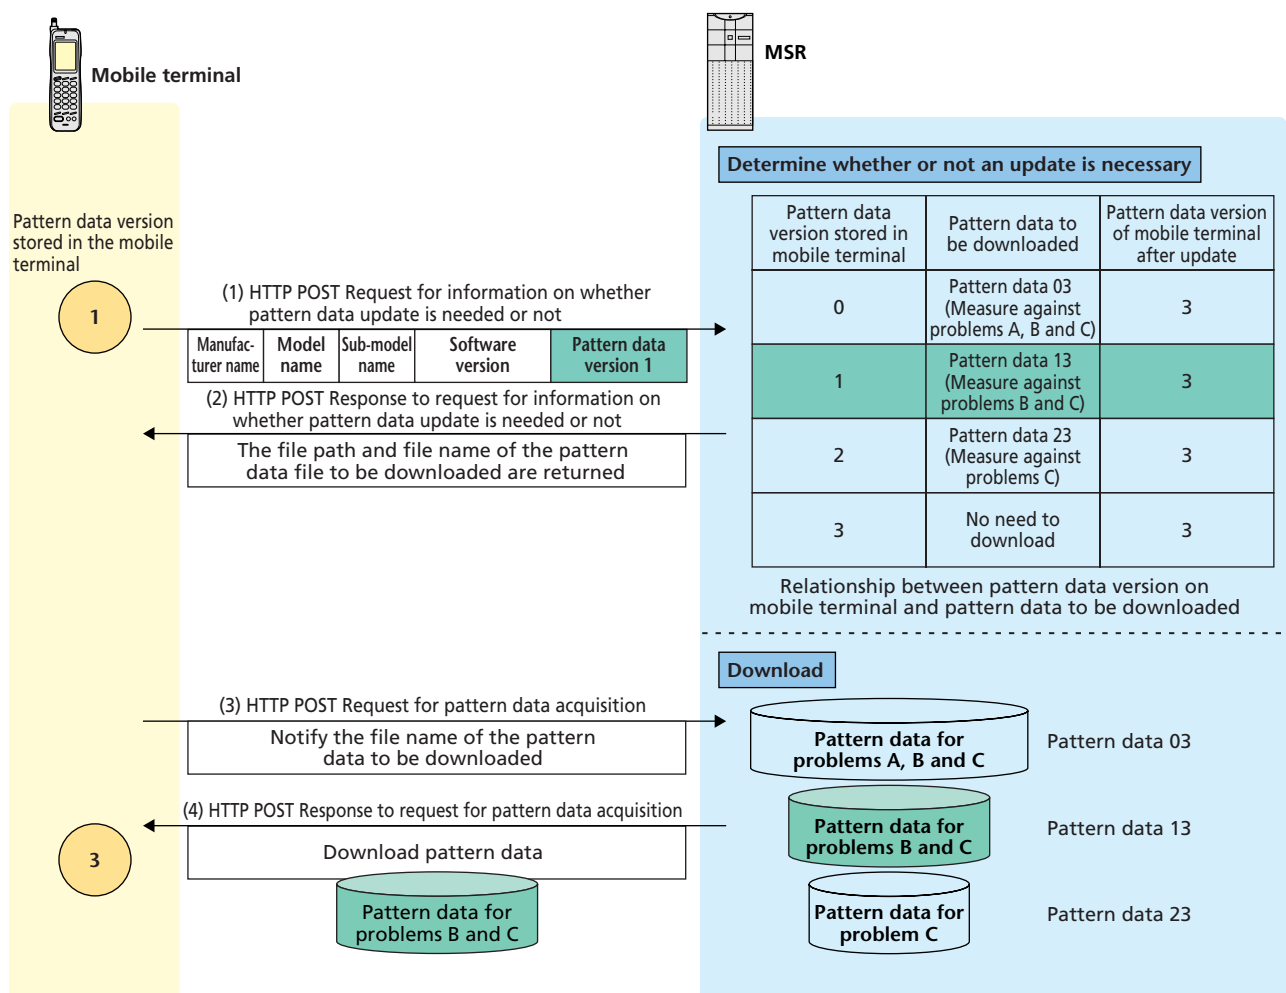 Mobile terminal
MSR
Determine whether or not an update is necessary
Pattern data version
stored in the mobile
terminal
1
(1) HTTP POST Request for information on whether
pattern data update is needed or not
Manufac-
turer name
Model
name
Sub-model
name
Software
version
Pattern data
version 1
(2) HTTP POST Response to request for information on
whether pattern data update is needed or not
The file path and file name of the pattern
data file to be downloaded are returned
Pattern data
version stored in
mobile terminal
Pattern data to
be downloaded
Pattern data version
of mobile terminal
after update
0
Pattern data 03
(Measure against
problems A, B and C)
3
1
Pattern data 13
(Measure against
problems B and C)
3
2
Pattern data 23
(Measure against
problems C)
3
3
No need to
download
3
Relationship between pattern data version on
mobile terminal and pattern data to be downloaded
Download
(3) HTTP POST Request for pattern data acquisition
Notify the file name of the pattern
data to be downloaded
Pattern data for
problems A, B and C
Pattern data 03
(4) HTTP POST Response to request for pattern data acquisition
3
Download pattern data
Pattern data for
problems B and C
Pattern data for
problems B and C
Pattern data 13
Pattern data for
problem C
Pattern data 23